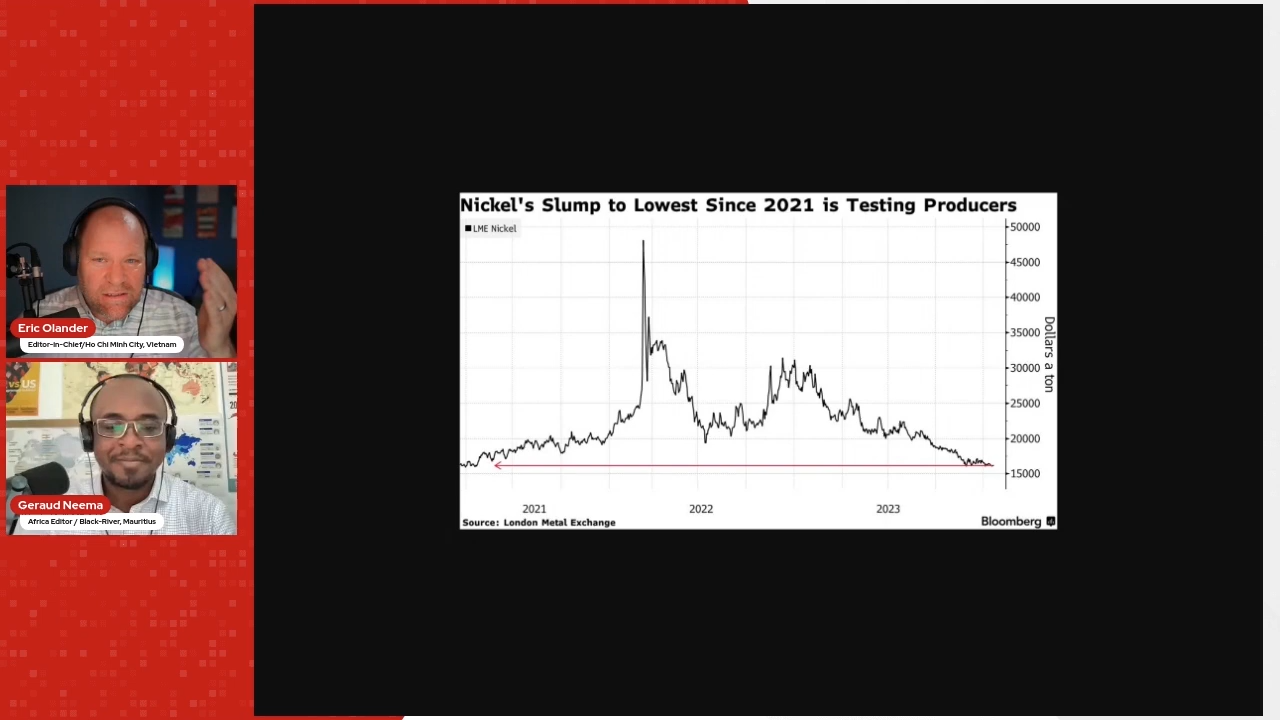 Eric Olander
Editor-in-Chief/Ho Chi Minh City, Vietnam
vs US
Geraud Neema
Africa Editor / Black-River, Mauritius
Nickel's Slump to Lowest Since 2021 is Testing Producers
LME Nickel
50000
45000
40000
35000
30000
25000
20000
15000
Dollars a ton
2021
2022
2023
Source: London Metal Exchange
Bloomberg